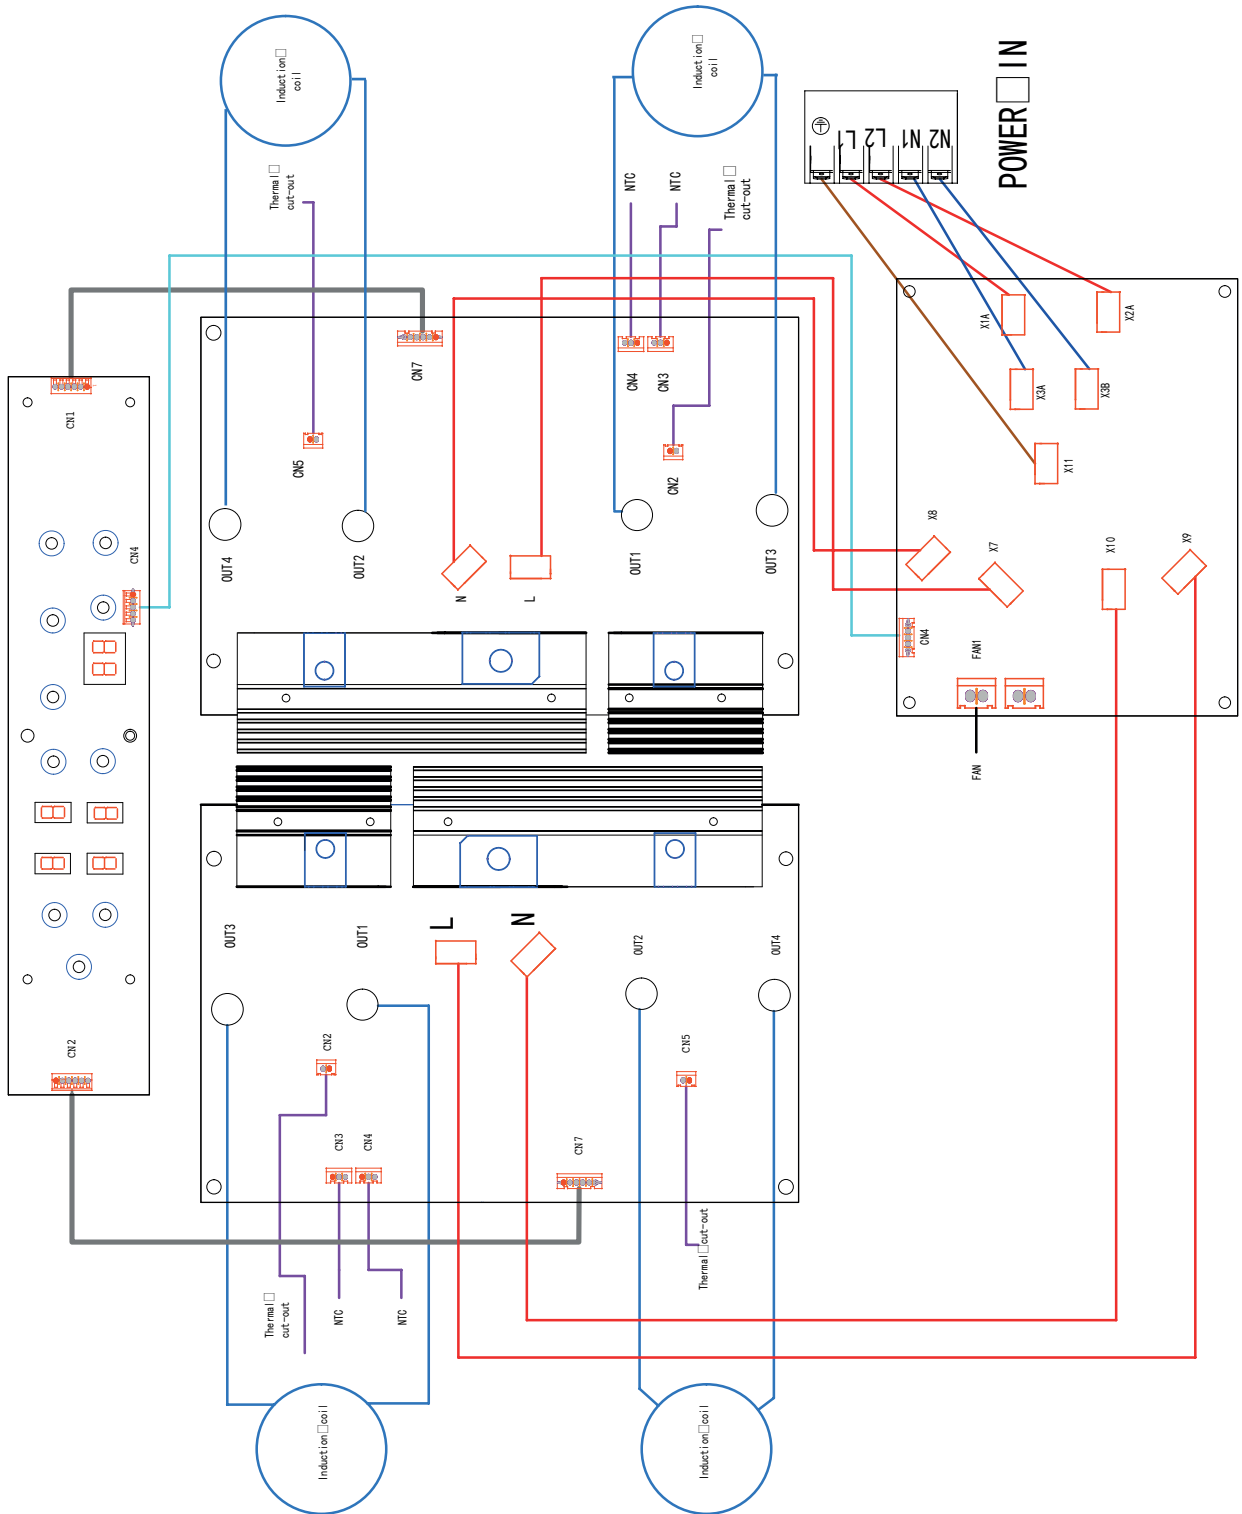 Induction□
coil
Induction□
coil
POWER□IN
L1
L2
N1
N2
Thermal□
cut-out
NTC
NTC
Thermal□
cut-out
X1A
X2A
CN7
CN4
CN3
CN1
X3A
X3B
CN5
CN2
X11
OUT4
OUT2
OUT1
OUT3
CN4
X8
X7
X10
X9
N
L
CN4
FAN1
FAN
OUT3
OUT1
L
N
OUT2
OUT4
CN2
CN2
CN5
CN3
CN4
CN7
Thermal□cut-out
Thermal□
cut-out
NTC
NTC
Induction□coil
Induction□coil